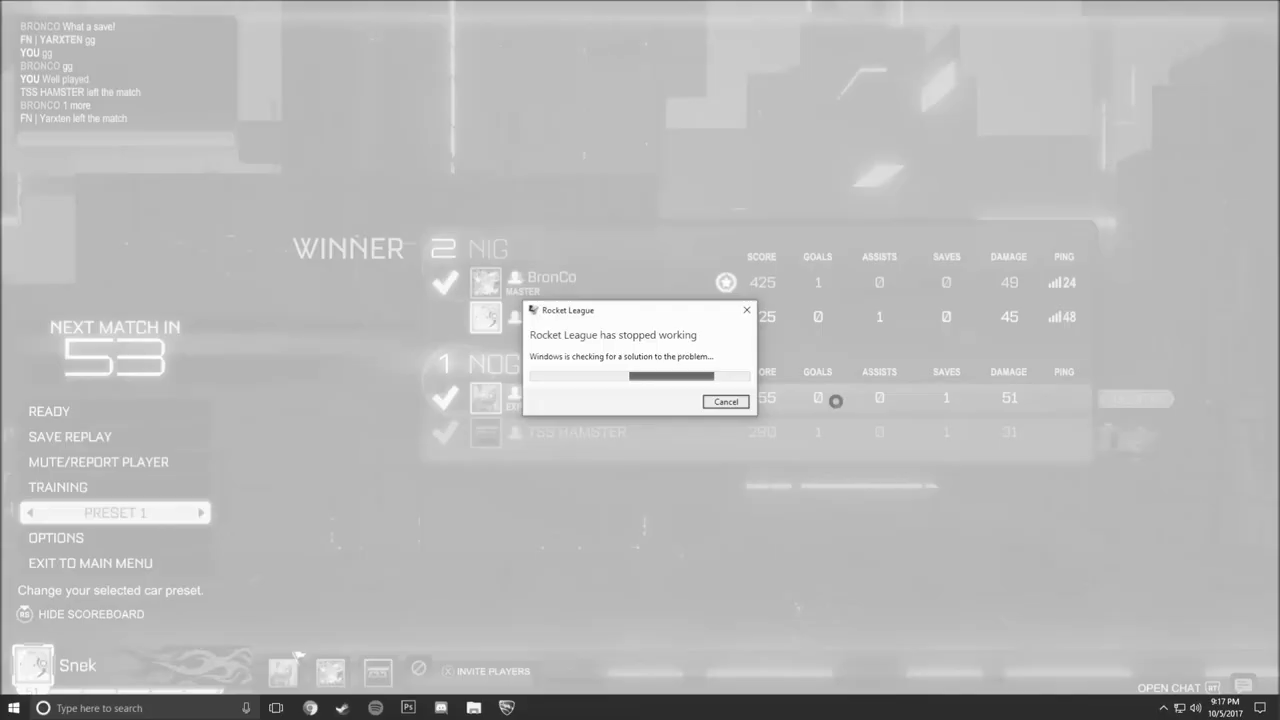 BRONCO What a save!
FN | YARXTEN gg
YOU gg
BRONCO gg
YOU Well played.
TSS HAMSTER left the match
BRONCO 1 more
FN | Yarxten left the match
WINNER 2 NIG
SCORE GOALS ASSISTS SAVES DAMAGE PING
BronCo 425 1 0 0 49 24
MASTER
25 0 1 0 45 48
Rocket League
Rocket League has stopped working
Windows is checking for a solution to the problem...
Cancel
1 NOG
ORE GOALS ASSISTS SAVES DAMAGE PING
55 0 0 1 51
TSS HAMSTER 290 1 0 1 31
NEXT MATCH IN
53
READY
SAVE REPLAY
MUTE/REPORT PLAYER
TRAINING
PRESET 1
OPTIONS
EXIT TO MAIN MENU
Change your selected car preset.
RS HIDE SCOREBOARD
Snek
X INVITE PLAYERS
OPEN CHAT RT
Type here to search
Ps
9:17 PM
10/5/2017